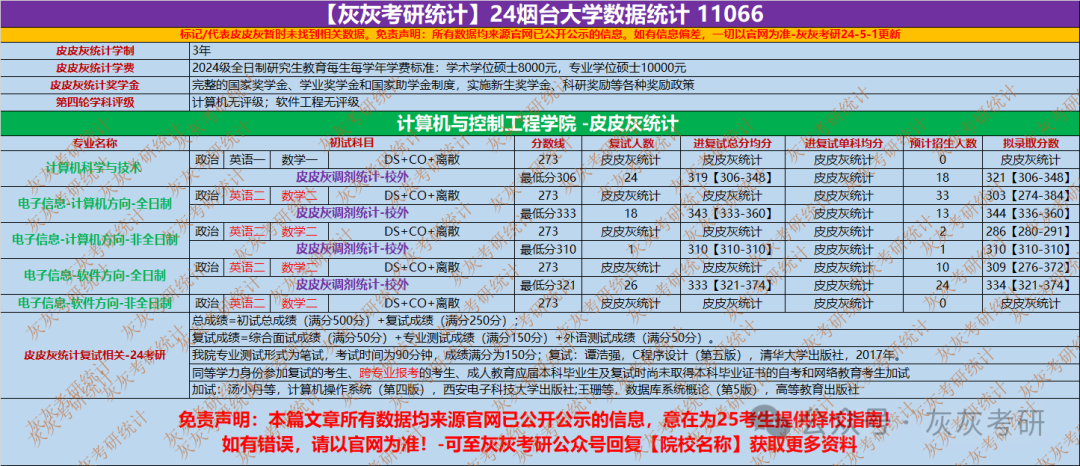 【灰灰考研统计】24烟台大学数据统计 11066
标记/代表皮皮灰暂时未找到相关数据。免责声明：所有数据均来源官网已公开公示的信息。如有信息偏差，一切以官网为准-灰灰考研24-5-1更新
皮皮灰统计学制 3年
皮皮灰统计学费 2024级全日制研究生教育每生每学年学费标准：学术学位硕士8000元，专业学位硕士10000元
皮皮灰统计奖学金 完整的国家奖学金、学业奖学金和国家助学金制度，实施新生奖学金、科研奖励等各种奖励政策
第四轮学科评级 计算机无评级；软件工程无评级
计算机与控制工程学院 -皮皮灰统计
专业名称 初试科目 分数线 复试人数 进复试总分均分 进复试单科均分 预计招生人数 拟录取分数
计算机科学与技术 政治 英语一 数学一 DS+CO+离散 273 皮皮灰统计 皮皮灰统计 皮皮灰统计 0 皮皮灰统计
皮皮灰调剂统计-校外 最低分306 24 319【306-348】 皮皮灰统计 18 321【306-348】
电子信息-计算机方向-全日制 政治 英语二 数学二 DS+CO+离散 273 皮皮灰统计 皮皮灰统计 皮皮灰统计 33 303【274-384】
皮皮灰调剂统计-校外 最低分333 18 343【333-360】 皮皮灰统计 13 344【336-360】
电子信息-计算机方向-非全日制 政治 英语二 数学二 DS+CO+离散 273 皮皮灰统计 皮皮灰统计 皮皮灰统计 2 286【280-291】
皮皮灰调剂统计-校外 最低分310 1 310【310-310】 皮皮灰统计 1 310【310-310】
电子信息-软件方向-全日制 政治 英语二 数学二 DS+CO+离散 273 皮皮灰统计 皮皮灰统计 皮皮灰统计 10 309【276-372】
皮皮灰调剂统计-校外 最低分321 26 333【321-374】 皮皮灰统计 24 334【321-374】
电子信息-软件方向-非全日制 政治 英语二 数学二 DS+CO+离散 273 皮皮灰统计 皮皮灰统计 皮皮灰统计 0 皮皮灰统计
皮皮灰统计复试相关-24考研 总成绩=初试总成绩（满分500分）+复试成绩（满分250分）；
复试成绩=综合面试成绩（满分50分）+专业测试成绩（满分150分）+外语测试成绩（满分50分）。
我院专业测试形式为笔试，考试时间为90分钟，成绩满分为150分；复试：谭浩强，C程序设计（第五版），清华大学出版社，2017年。
同等学力身份参加复试的考生、跨专业报考的考生、成人教育应届本科毕业生及复试时尚未取得本科毕业证书的自考和网络教育考生加试
加试：汤小丹等，计算机操作系统（第四版），西安电子科技大学出版社;王珊等，数据库系统概论（第5版），高等教育出版社
免责声明：本篇文章所有数据均来源官网已公开公示的信息，意在为25考生提供择校指南！
如有错误，请以官网为准！-可至灰灰考研公众号回复【院校名称】获取更多资料
公众号 · 灰灰考研